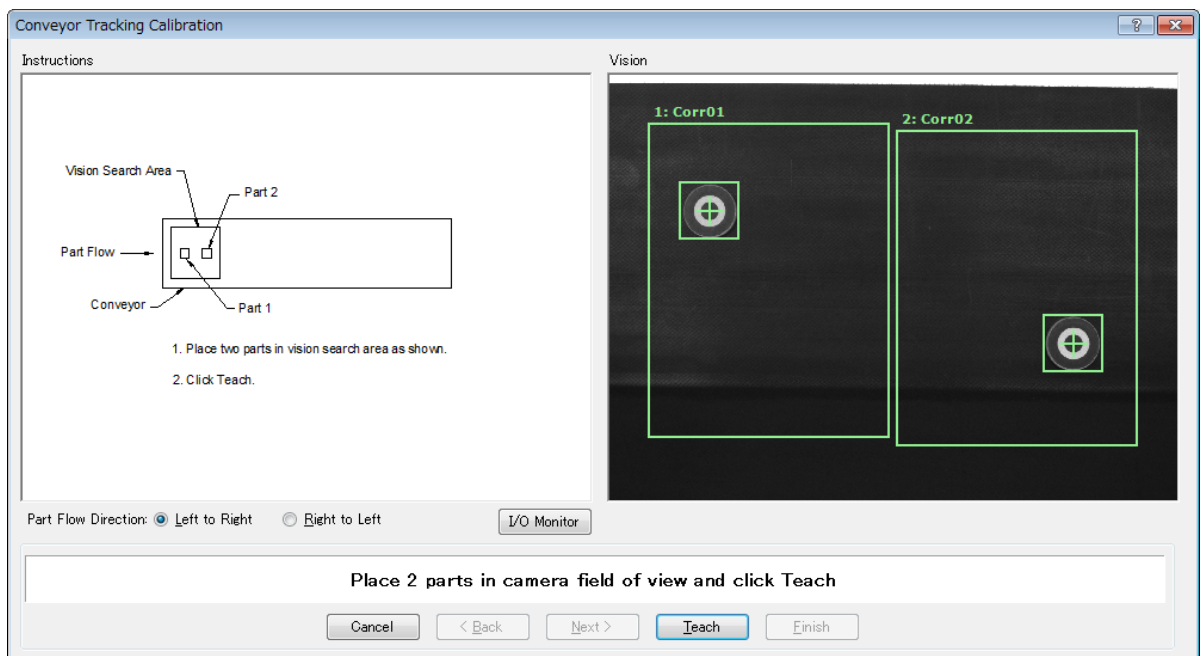 Conveyor Tracking Calibration
Instructions
Vision
Vision Search Area
Part 2
Part Flow
Conveyor
Part 1
1. Place two parts in vision search area as shown.
2. Click Teach.
1: Corr01
2: Corr02
Part Flow Direction: Left to Right Right to Left
I/O Monitor
Place 2 parts in camera field of view and click Teach
Cancel < Back Next > Teach Finish